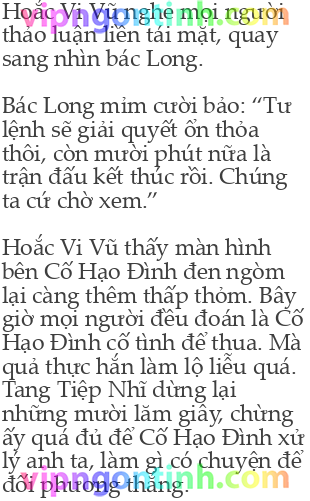 Hoắc Vi Vũ nghe mọi người
vipngontinh.com
thảo luận liền tái mặt, quay
sang nhìn bác Long.
Bác Long mỉm cười bảo: “Tư
lệnh sẽ giải quyết ổn thỏa
thôi, còn mười phút nữa là
trận đấu kết thúc rồi. Chúng
ta cứ chờ xem.”
Hoắc Vi Vũ thấy màn hình
bên Cố Hạo Đình đen ngòm
lại càng thêm thấp thỏm. Bây
giờ mọi người đều đoán là Cố
Hạo Đình cố tình để thua. Mà
quả thực hắn làm lộ liễu quá.
Tang Tiệp Nhĩ dừng lại
những mười lăm giây, chừng
ấy quá đủ để Cố Hạo Đình xử
lý anh ta, làm gì có chuyện để
đối phương thắng.
vipngontinh.com